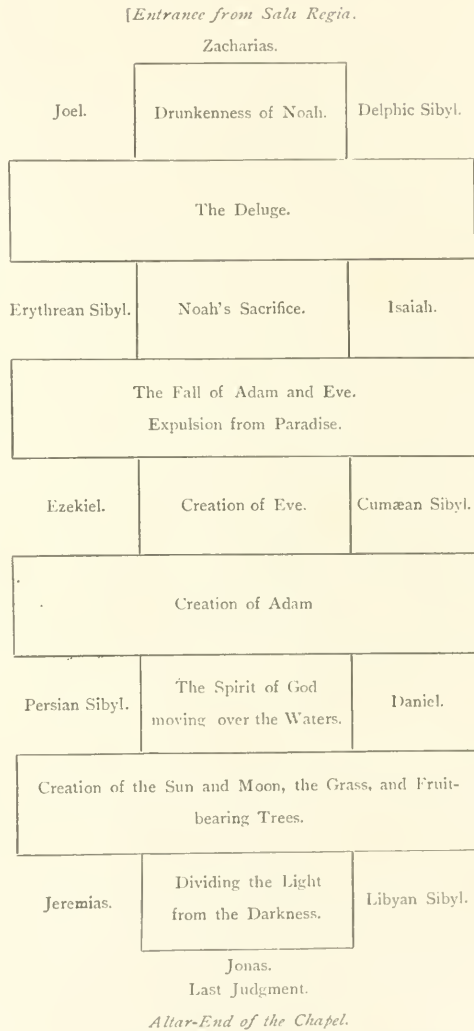 [Entrance from Sala Regia.
Zacharias.
Joel. Drunkenness of Noah. Delphic Sibyl.
The Deluge.
Erythrean Sibyl. Noah's Sacrifice. Isaiah.
The Fall of Adam and Eve.
Expulsion from Paradise.
Ezekiel. Creation of Eve. Cumæan Sibyl.
Creation of Adam
Persian Sibyl. The Spirit of God
moving over the Waters. Daniel.
Creation of the Sun and Moon, the Grass, and Fruit-
bearing Trees.
Jeremias. Dividing the Light
from the Darkness. Libyan Sibyl.
Jonas.
Last Judgment.
Altar-End of the Chapel.